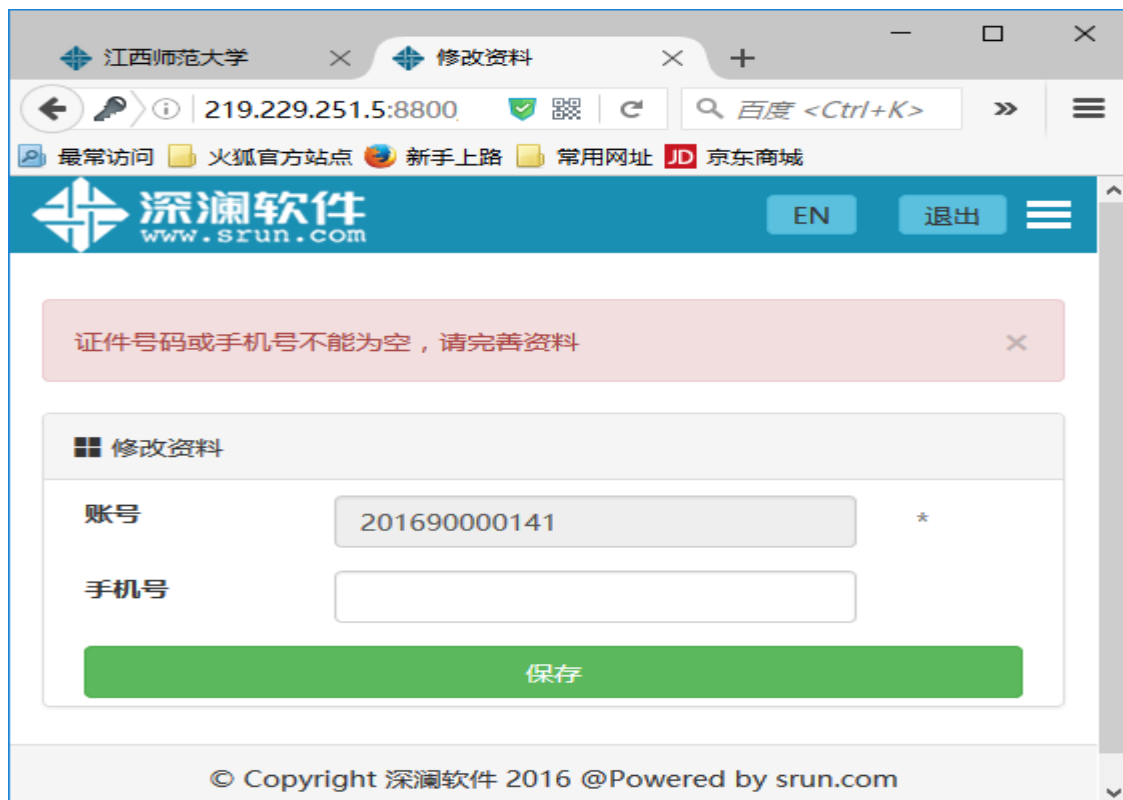 江西师范大学 修改资料
219.229.251.5:8800 百度 <Ctrl+K>
最常访问 火狐官方站点 新手上路 常用网址 JD 京东商城
深澜软件 EN 退出
www.srun.com
证件号码或手机号不能为空，请完善资料 ×
修改资料
账号 201690000141 *
手机号
保存
© Copyright 深澜软件 2016 @Powered by srun.com